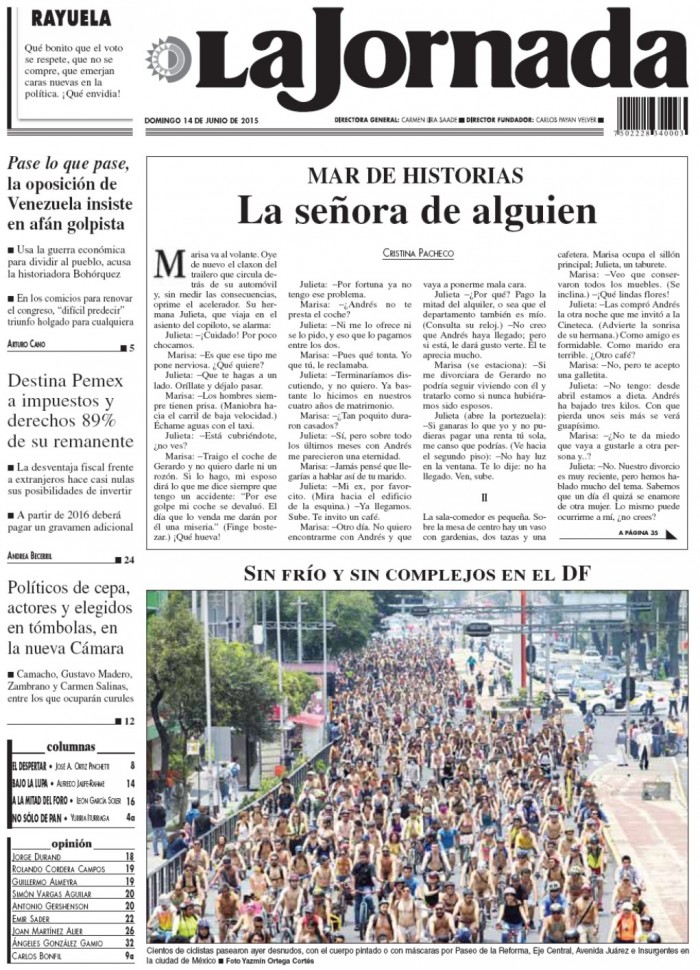 RAYUELA
Qué bonito que el voto
se respete, que no se
compre, que emerjan
caras nuevas en la
política. ¡Qué envidia!
La Jornada
DOMINGO 14 DE JUNIO DE 2015
DIRECTORA GENERAL: CARMEN LIRA SAADE ■ DIRECTOR FUNDADOR: CARLOS PAYAN VELVER ■
7 502228 340003
Pase lo que pase,
la oposición de
Venezuela insiste
en afán golpista
■ Usa la guerra económica
para dividir al pueblo, acusa
la historiadora Bohórquez
■ En los comicios para renovar
el congreso, “difícil predecir”
triunfo holgado para cualquiera
ARTURO CANO ■ 5
Destina Pemex
a impuestos y
derechos 89%
de su remanente
■ La desventaja fiscal frente
a extranjeros hace casi nulas
sus posibilidades de invertir
■ A partir de 2016 deberá
pagar un gravamen adicional
ANDREA BECERRIL ■ 24
Políticos de cepa,
actores y elegidos
en tómbolas, en
la nueva Cámara
■ Camacho, Gustavo Madero,
Zambrano y Carmen Salinas,
entre los que ocuparán curules
■ 12
columnas
EL DESPERTAR • JOSÉ A. ORTIZ PINCHETTI 8
BAJO LA LUPA • ALFREDO JALIFE-RAHME 14
A LA MITAD DEL FORO • LEÓN GARCÍA SOLER 16
NO SÓLO DE PAN • YURIRIA ITURRIAGA 4a
opinión
JORGE DURAND 18
ROLANDO CORDERA CAMPOS 19
GUILLERMO ALMEYRA 19
SIMÓN VARGAS AGUILAR 20
ANTONIO GERSHENSON 20
EMIR SADER 22
JOAN MARTÍNEZ ALIER 26
ÁNGELES GONZÁLEZ GAMIO 32
CARLOS BONFIL 9a
MAR DE HISTORIAS
La señora de alguien
CRISTINA PACHECO
Marisa va al volante. Oye
de nuevo el claxon del
trailero que circula de-
trás de su automóvil
y, sin medir las consecuencias,
oprime el acelerador. Su her-
mana Julieta, que viaja en el
asiento del copiloto, se alarma:
Julieta: –¡Cuidado! Por poco
chocamos.
Marisa: –Es que ese tipo me
pone nerviosa. ¿Qué quiere?
Julieta: –Que te hagas a un
lado. Oríllate y déjalo pasar.
Marisa: –Los hombres siem-
pre tienen prisa. (Maniobra ha-
cia el carril de baja velocidad.)
Échame aguas con el taxi.
Julieta: –Está cubriéndote,
¿no ves?
Marisa: –Traigo el coche de
Gerardo y no quiero darle ni un
rozón. Si lo hago, mi esposo
dirá lo que me dice siempre que
tengo un accidente: “Por ese
golpe mi coche se devaluó. El
día que lo venda me darán por
él una miseria.” (Finge boste-
zar.) ¡Qué hueva!
Julieta: –Por fortuna ya no
tengo ese problema.
Marisa: –¿Andrés no te
presta el coche?
Julieta: –Ni me lo ofrece ni
se lo pido, y eso que lo pagamos
entre los dos.
Marisa: –Pues qué tonta. Yo
que tú, le reclamaba.
Julieta: –Terminaríamos dis-
cutiendo, y no quiero. Ya bas-
tante lo hicimos en nuestros
cuatro años de matrimonio.
Marisa: –¿Tan poquito dura-
ron casados?
Julieta: –Sí, pero sobre todo
los últimos meses con Andrés
me parecieron una eternidad.
Marisa: –Jamás pensé que lle-
garías a hablar así de tu marido.
Julieta: –Mi ex, por favor-
cito. (Mira hacia el edificio
de la esquina.) –Ya llegamos.
Sube. Te invito un café.
Marisa: –Otro día. No quiero
encontrarme con Andrés y que
vaya a ponerme mala cara.
Julieta –¿Por qué? Pago la
mitad del alquiler, o sea que el
departamento también es mío.
(Consulta su reloj.) –No creo
que Andrés haya llegado; pero
si está, le dará gusto verte. Él te
aprecia mucho.
Marisa (se estaciona): –Si
me divorciara de Gerardo no
podría seguir viviendo con él y
tratarlo como si nunca hubiéra-
mos sido esposos.
Julieta (abre la portezuela):
–Si ganaras lo que yo y no pu-
dieras pagar una renta tú sola,
me canso que podrías. (Ve hacia
el segundo piso): –No hay luz
en la ventana. Te lo dije: no ha
llegado. Ven, sube.
II
La sala-comedor es pequeña. So-
bre la mesa de centro hay un vaso
con gardenias, dos tazas y una
cafetera. Marisa ocupa el sillón
principal; Julieta, un taburete.
Marisa: –Veo que conser-
varon todos los muebles. (Se
inclina.) ¡Qué lindas flores!
Julieta: –Las compró Andrés
la otra noche que me invitó a la
Cineteca. (Advierte la sonrisa
de su hermana.) Como amigo es
formidable. Como marido era
terrible. ¿Otro café?
Marisa: –No, pero te acepto
una galletita.
Julieta: –No tengo: desde
abril estamos a dieta. Andrés
ha bajado tres kilos. Con que
pierda unos seis más se verá
guapísimo.
Marisa: –¿No te da miedo
que vaya a gustarle a otra per-
sona y..?
Julieta: –No. Nuestro divorcio
es muy reciente, pero hemos ha-
blado mucho del tema. Sabemos
que un día él quizá se enamore
de otra mujer. Lo mismo puede
ocurrirme a mí, ¿no crees?
A PÁGINA 35
SIN FRÍO Y SIN COMPLEJOS EN EL DF
Cientos de ciclistas pasearon ayer desnudos, con el cuerpo pintado o con máscaras por Paseo de la Reforma, Eje Central, Avenida Juárez e Insurgentes en
la ciudad de México ■ Foto Yazmín Ortega Cortés